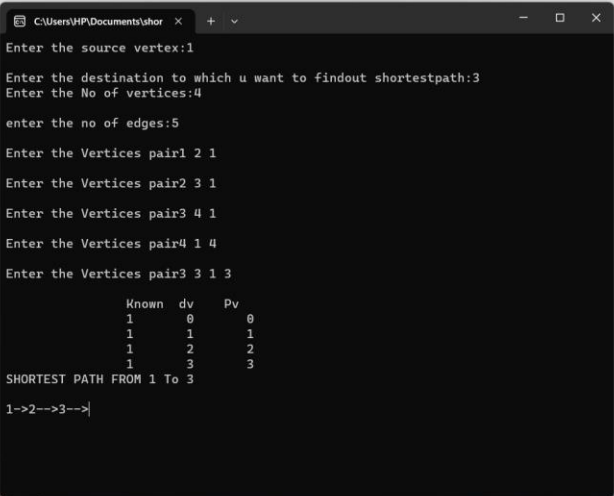 C:\Users\HP\Documents\shor
Enter the source vertex:1
Enter the destination to which u want to findout shortestpath:3
Enter the No of vertices:4
enter the no of edges:5
Enter the Vertices pair1 2 1
Enter the Vertices pair2 3 1
Enter the Vertices pair3 4 1
Enter the Vertices pair4 1 4
Enter the Vertices pair3 3 1 3
Known dv Pv
1 0 0
1 1 1
1 2 2
1 3 3
SHORTEST PATH FROM 1 To 3
1->2-->3-->